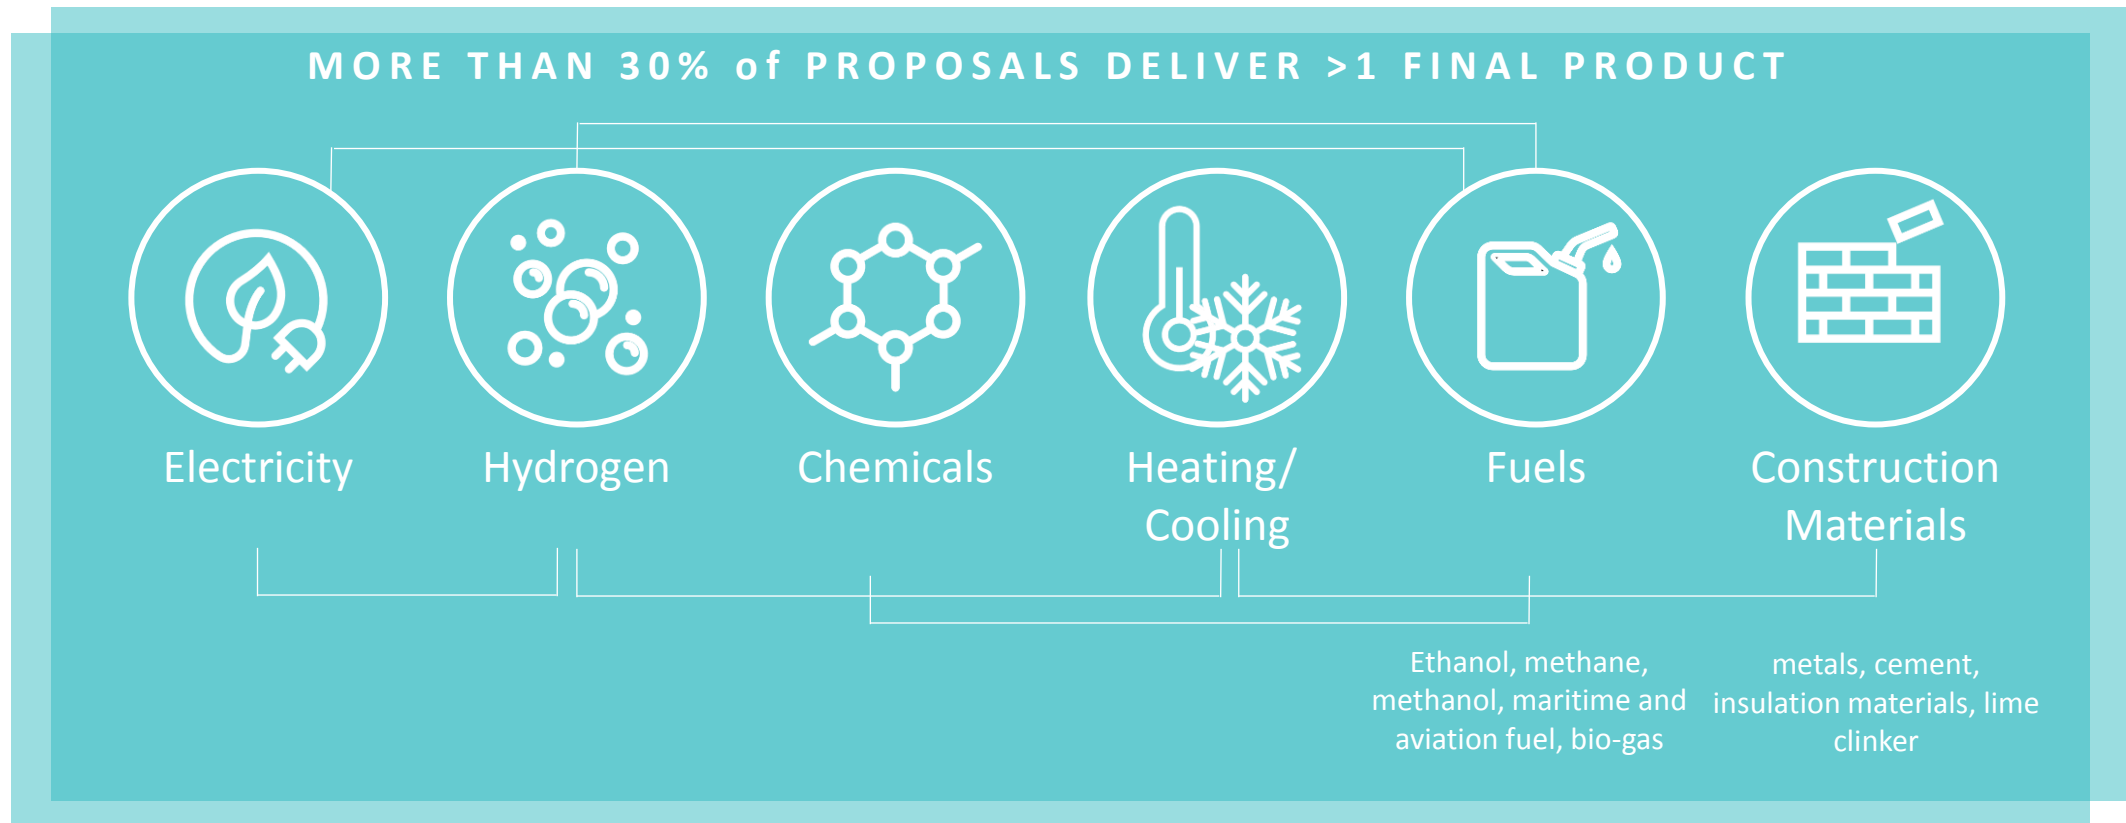 MORE THAN 30% of PROPOSALS DELIVER >1 FINAL PRODUCT
Electricity
Hydrogen
Chemicals
Heating/
Cooling
Fuels
Construction
Materials
Ethanol, methane,
methanol, maritime and
aviation fuel, bio-gas
metals, cement,
insulation materials, lime
clinker